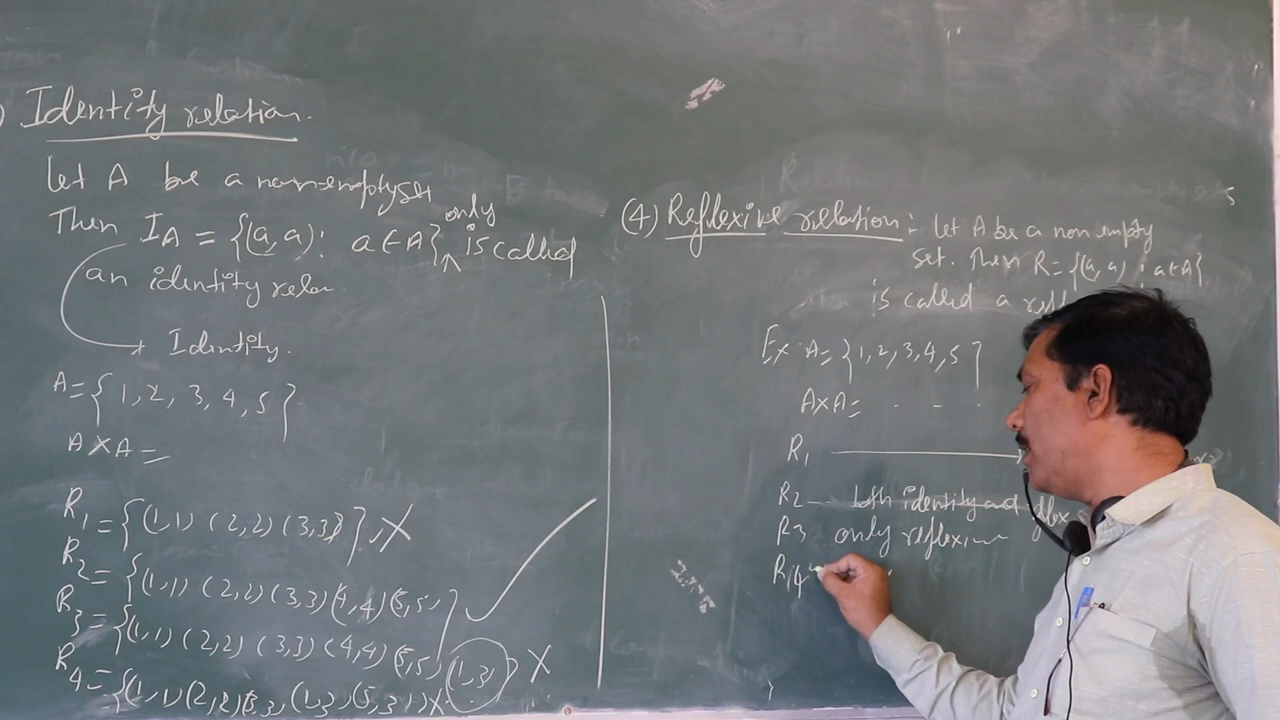 ) Identity relation.
Let A be a non-empty set
only
Then I_A = {(a,a): a∈A} ^ is called
an identity relan
Identity.
A = {1, 2, 3, 4, 5}
A × A =
R1 = {(1,1) (2,2) (3,3)} X
R2 = {(1,1) (2,2) (3,3) (4,4) (5,5)} ✓
R3 = {(1,1) (2,2) (3,3) (4,4) (5,5) (1,3)} X
R4 = {(1,1) (2,2) (3,3, (1,3) (5,3)} X
(4) Reflexive relation :- Let A be a non empty
set. Then R = {(a,a) : a∈A}
is called a refl
Ex A = {1, 2, 3, 4, 5}
A×A = - - -
R1 →
R2 — both identity and
R3 only reflexive
R4